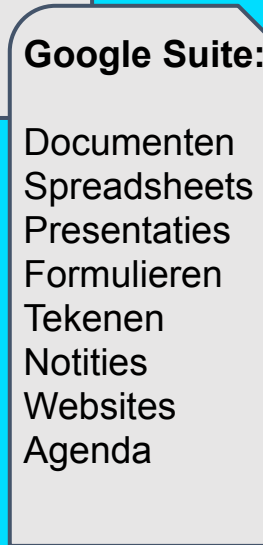 Google Suite:
Documenten
Spreadsheets
Presentaties
Formulieren
Tekenen
Notities
Websites
Agenda